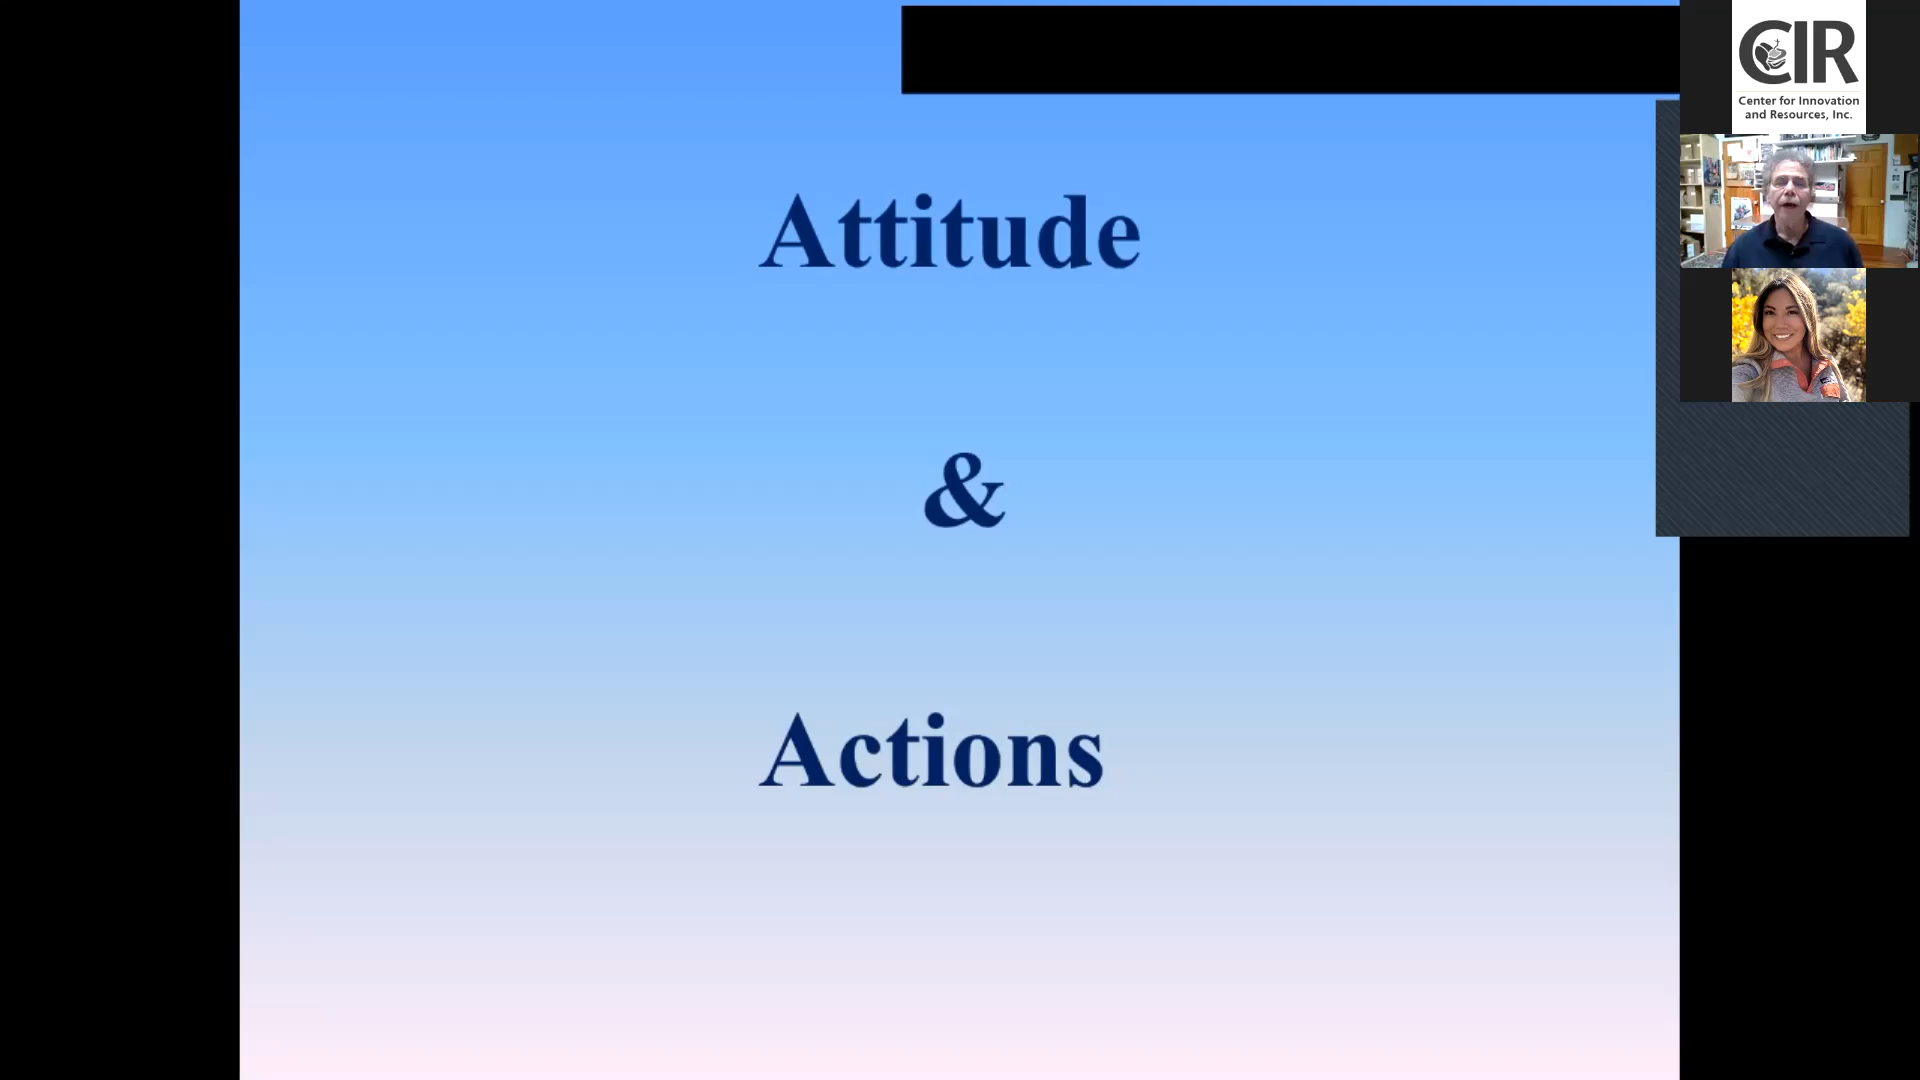 Attitude
&
Actions
CIR
Center for Innovation
and Resources, Inc.